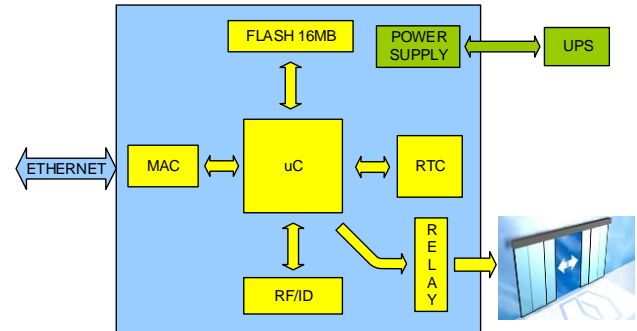 FLASH 16MB
POWER
SUPPLY
UPS
ETHERNET
MAC
uC
RTC
R
E
L
A
Y
RF/ID